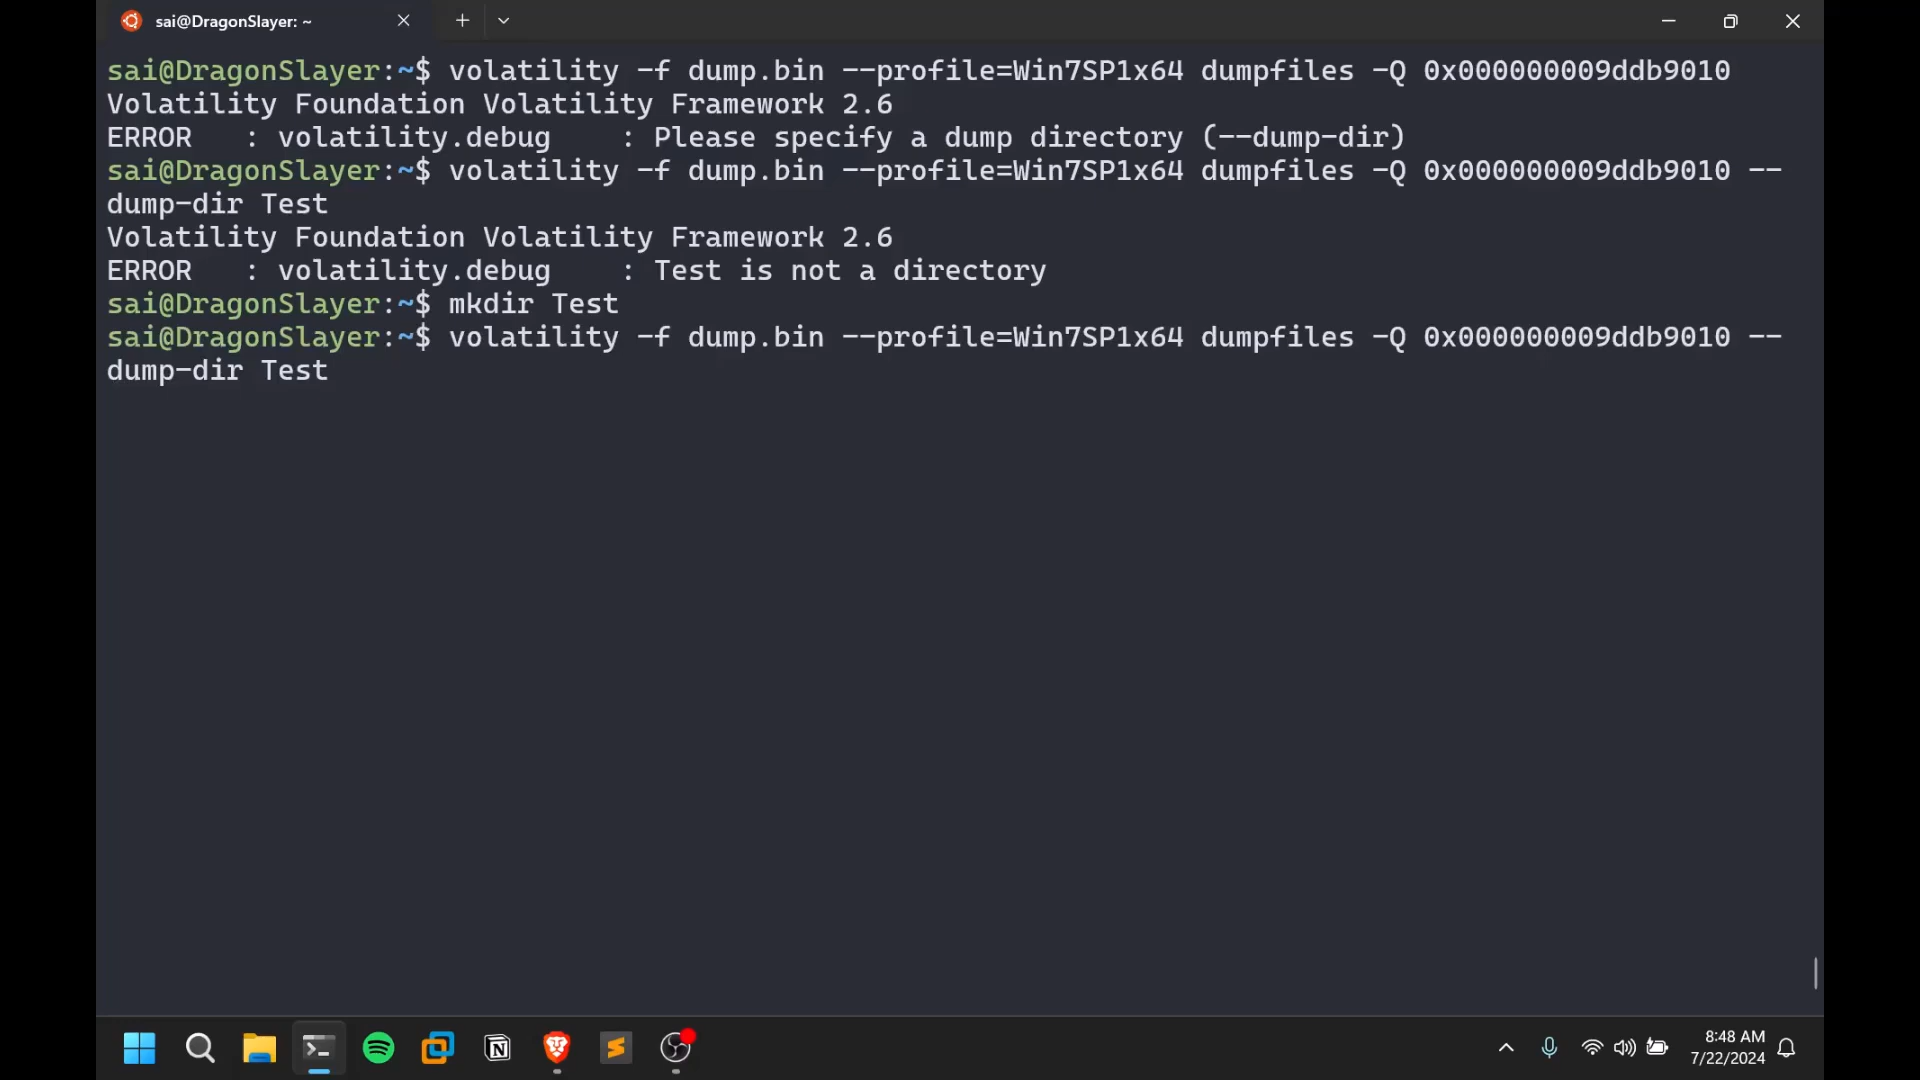 sai@DragonSlayer: ~
sai@DragonSlayer:~$ volatility -f dump.bin --profile=Win7SP1x64 dumpfiles -Q 0x000000009ddb9010
Volatility Foundation Volatility Framework 2.6
ERROR   : volatility.debug    : Please specify a dump directory (--dump-dir)
sai@DragonSlayer:~$ volatility -f dump.bin --profile=Win7SP1x64 dumpfiles -Q 0x000000009ddb9010 --
dump-dir Test
Volatility Foundation Volatility Framework 2.6
ERROR   : volatility.debug    : Test is not a directory
sai@DragonSlayer:~$ mkdir Test
sai@DragonSlayer:~$ volatility -f dump.bin --profile=Win7SP1x64 dumpfiles -Q 0x000000009ddb9010 --
dump-dir Test
8:48 AM
7/22/2024